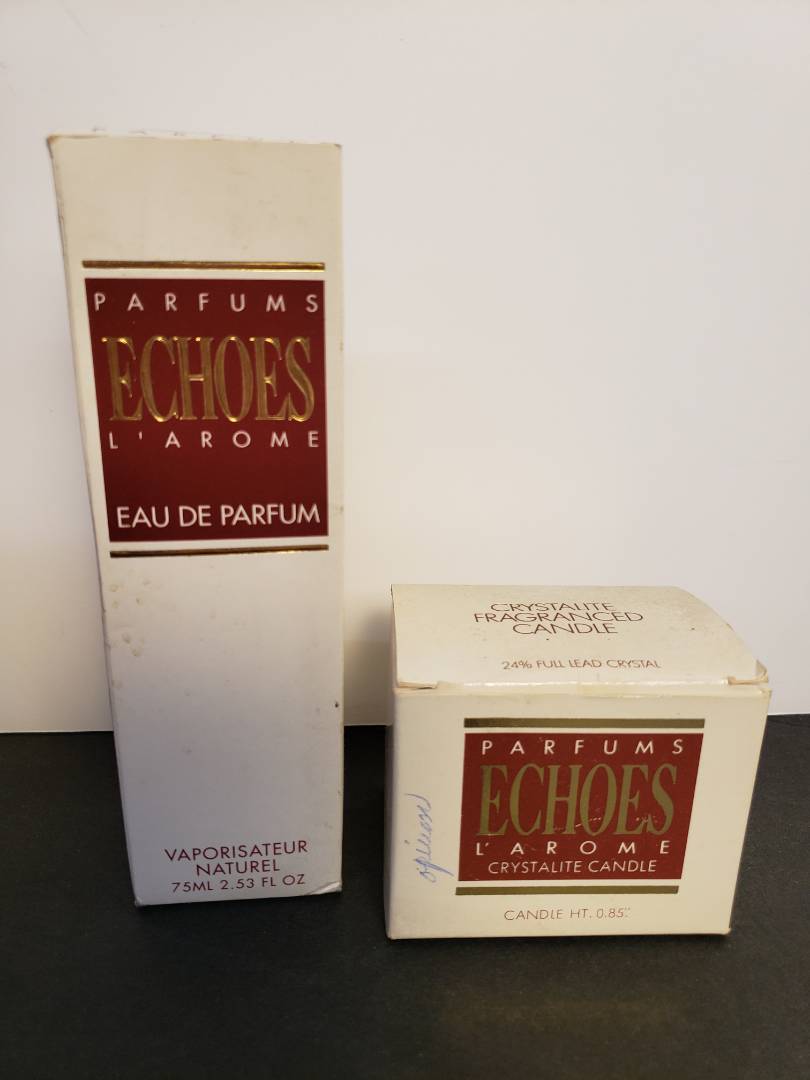 PARFUMS
ECHOES
L'AROME
EAU DE PARFUM
VAPORISATEUR
NATUREL
75ML 2.53 FL OZ
CRYSTALITE
FRAGRANCED
CANDLE
24% FULL LEAD CRYSTAL
PARFUMS
ECHOES
L'AROME
CRYSTALITE CANDLE
CANDLE HT. 0.85"